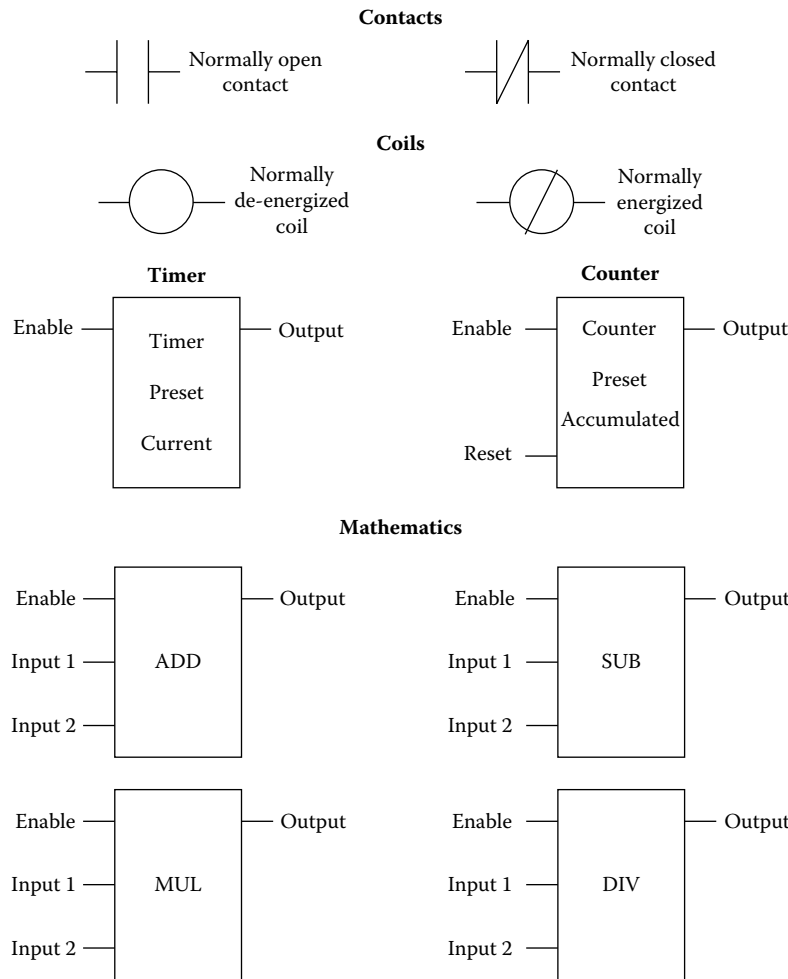 Contacts
Normally open
contact
Normally closed
contact
Coils
Normally
de-energized
coil
Normally
energized
coil
Timer
Enable
Timer
Preset
Current
Output
Counter
Enable
Reset
Counter
Preset
Accumulated
Output
Mathematics
Enable
Input 1
Input 2
ADD
Output
Enable
Input 1
Input 2
SUB
Output
Enable
Input 1
Input 2
MUL
Output
Enable
Input 1
Input 2
DIV
Output